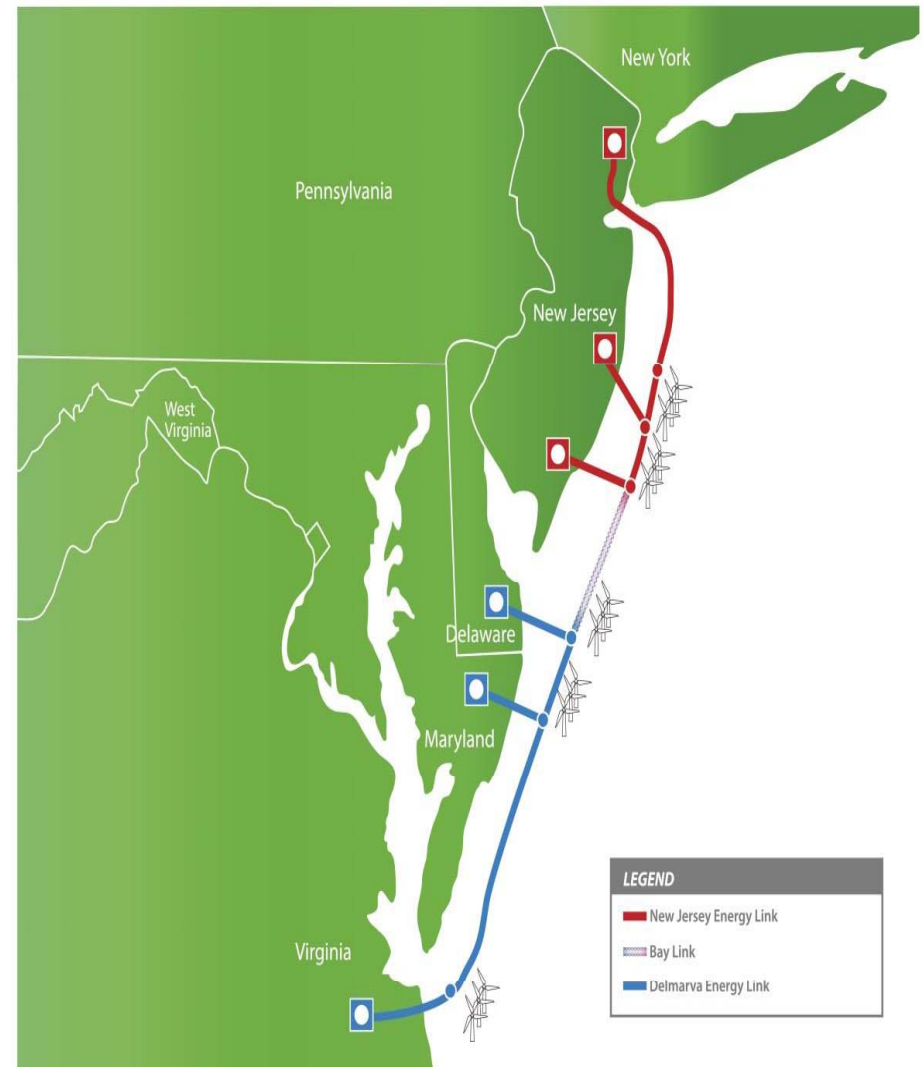 New York
Pennsylvania
New Jersey
West
Virginia
Delaware
Maryland
Virginia
LEGEND
New Jersey Energy Link
Bay Link
Delmarva Energy Link